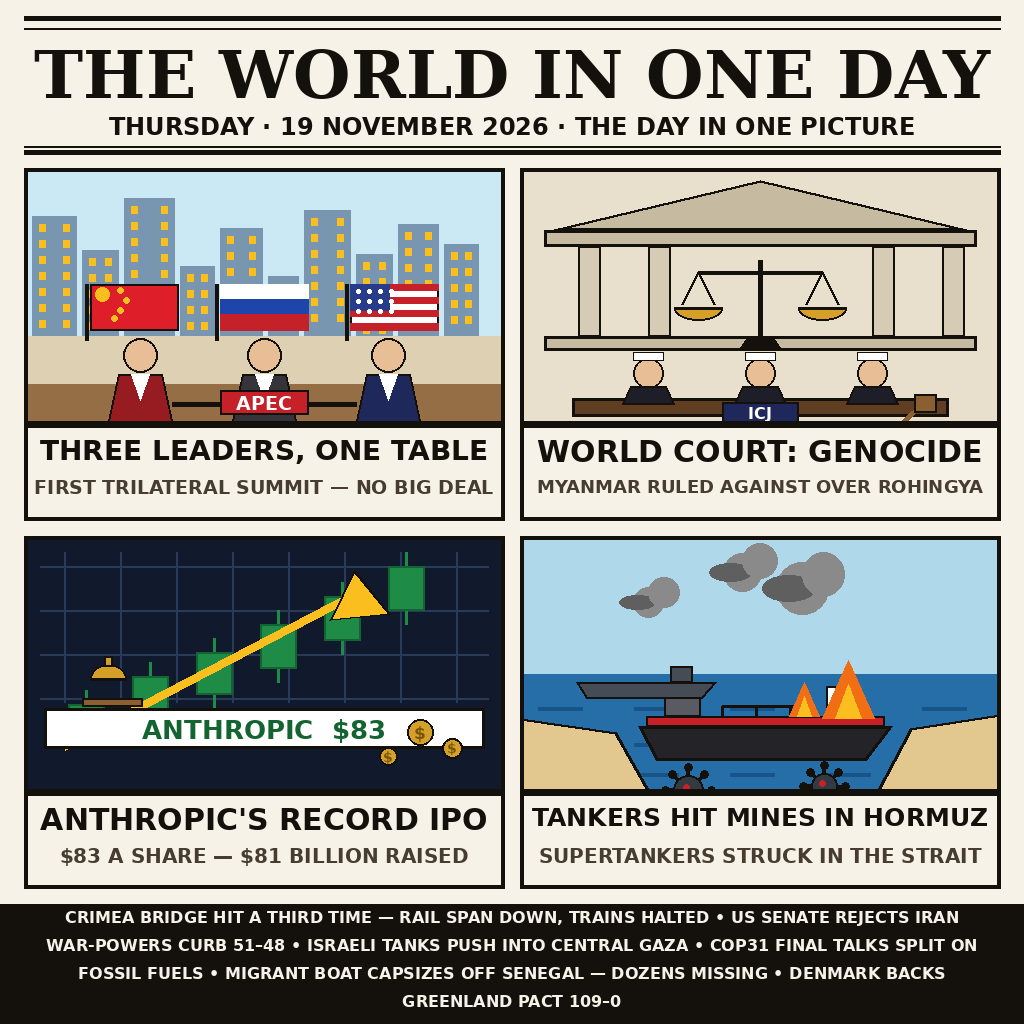 THE WORLD IN ONE DAY
THURSDAY · 19 NOVEMBER 2026 · THE DAY IN ONE PICTURE
APEC
THREE LEADERS, ONE TABLE
FIRST TRILATERAL SUMMIT — NO BIG DEAL
ICJ
WORLD COURT: GENOCIDE
MYANMAR RULED AGAINST OVER ROHINGYA
ANTHROPIC $83
$
$
$
ANTHROPIC'S RECORD IPO
$83 A SHARE — $81 BILLION RAISED
TANKERS HIT MINES IN HORMUZ
SUPERTANKERS STRUCK IN THE STRAIT
CRIMEA BRIDGE HIT A THIRD TIME — RAIL SPAN DOWN, TRAINS HALTED • US SENATE REJECTS IRAN
WAR-POWERS CURB 51–48 • ISRAELI TANKS PUSH INTO CENTRAL GAZA • COP31 FINAL TALKS SPLIT ON
FOSSIL FUELS • MIGRANT BOAT CAPSIZES OFF SENEGAL — DOZENS MISSING • DENMARK BACKS
GREENLAND PACT 109–0